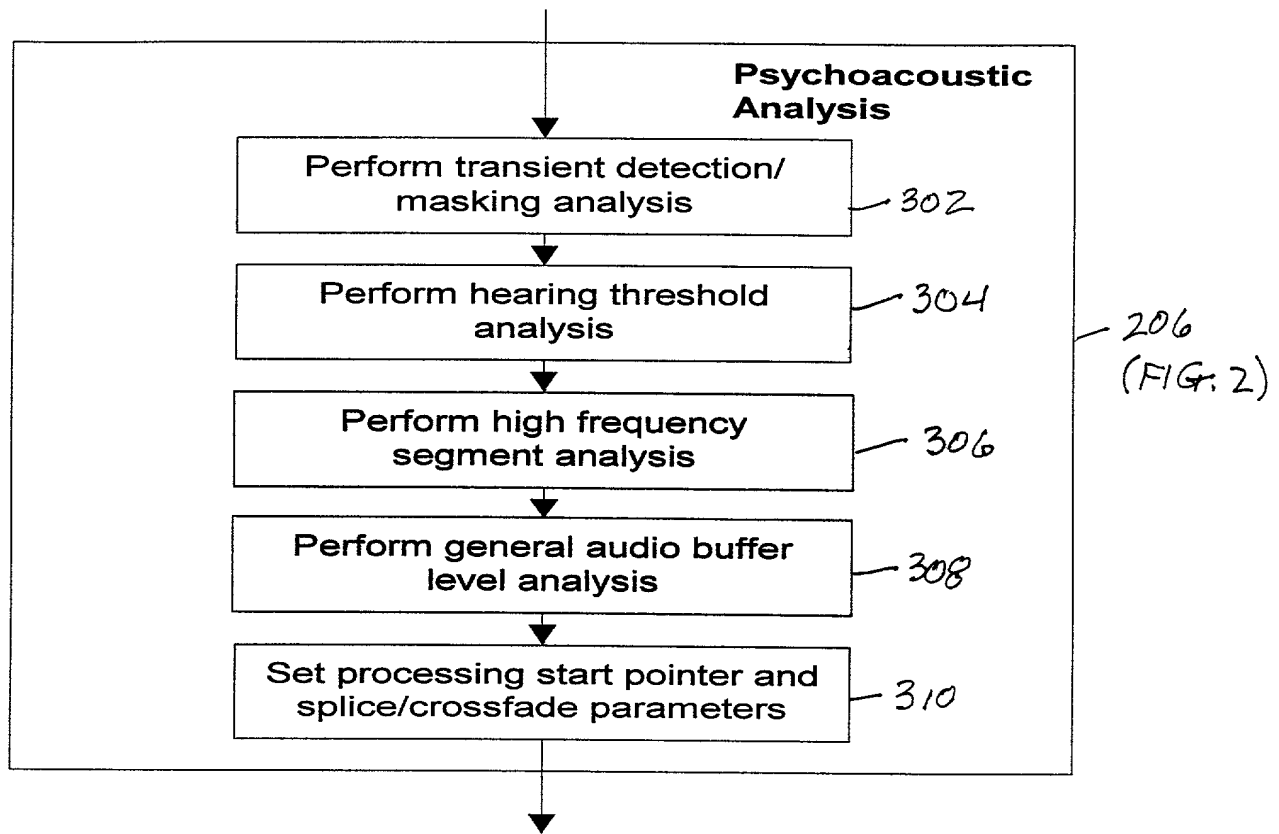 Psychoacoustic
Analysis
Perform transient detection/
masking analysis
302
Perform hearing threshold
analysis
304
206
(FIG. 2)
Perform high frequency
segment analysis
306
Perform general audio buffer
level analysis
308
Set processing start pointer and
splice/crossfade parameters
310